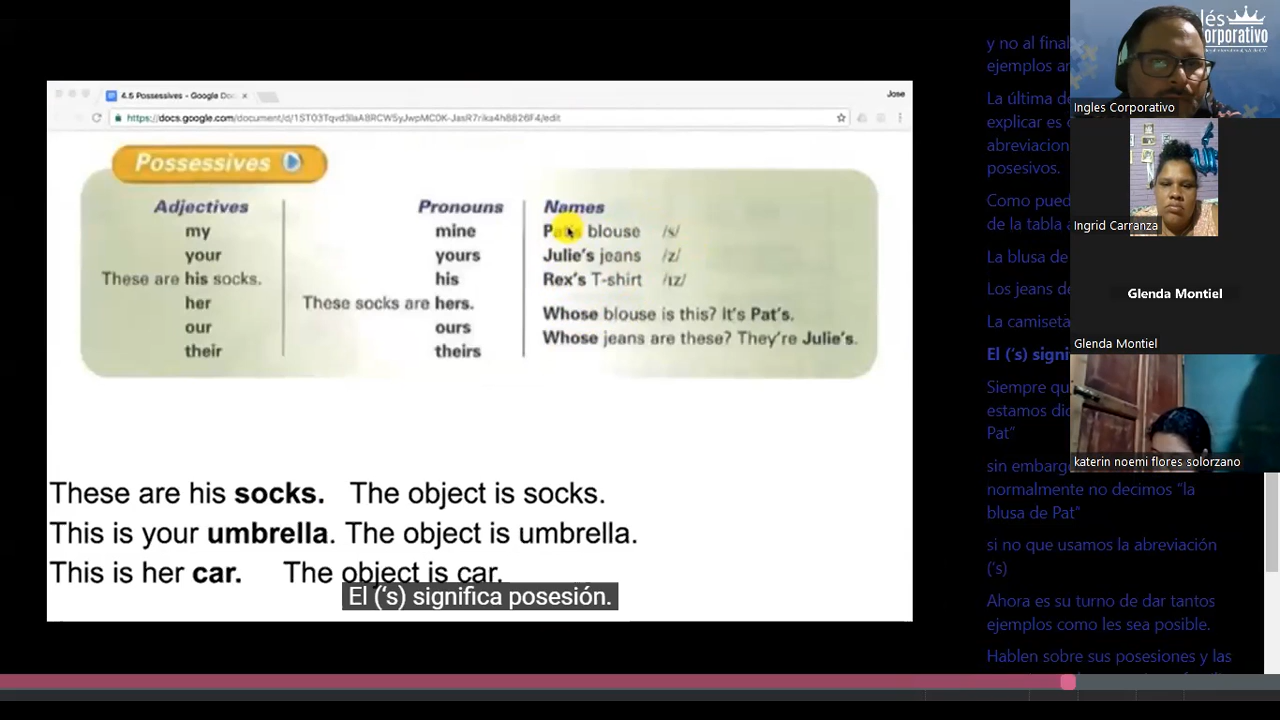 4.5 Possessives - Google Do
Jose
https://docs.google.com/document/d/1ST03Tqvd3laA8RCW5yJwpMC0K-JasR7rika4h8826F4/edit
Possessives
Adjectives
my
your
These are his socks.
her
our
their
Pronouns
mine
yours
his
These socks are hers.
ours
theirs
Names
Pat's blouse /s/
Julie's jeans /z/
Rex's T-shirt /ɪz/
Whose blouse is this? It's Pat's.
Whose jeans are these? They're Julie's.
These are his socks. The object is socks.
This is your umbrella. The object is umbrella.
This is her car. The object is car.
El (‘s) significa posesión.
y no al final
ejemplos
La última de
explicar es
abreviacion
posesivos.
Como pued
de la tabla
La blusa de
Los jeans de
La camiseta
El (‘s) signi
Siempre qu
estamos dic
Pat”
sin embarg
normalmente no decimos "la
blusa de Pat"
si no que usamos la abreviación
(‘s)
Ahora es su turno de dar tantos
ejemplos como les sea posible.
Hablen sobre sus posesiones y las
lés
orporativo
Ingles Corporativo
Ingrid Carranza
Glenda Montiel
Glenda Montiel
katerin noemi flores solorzano